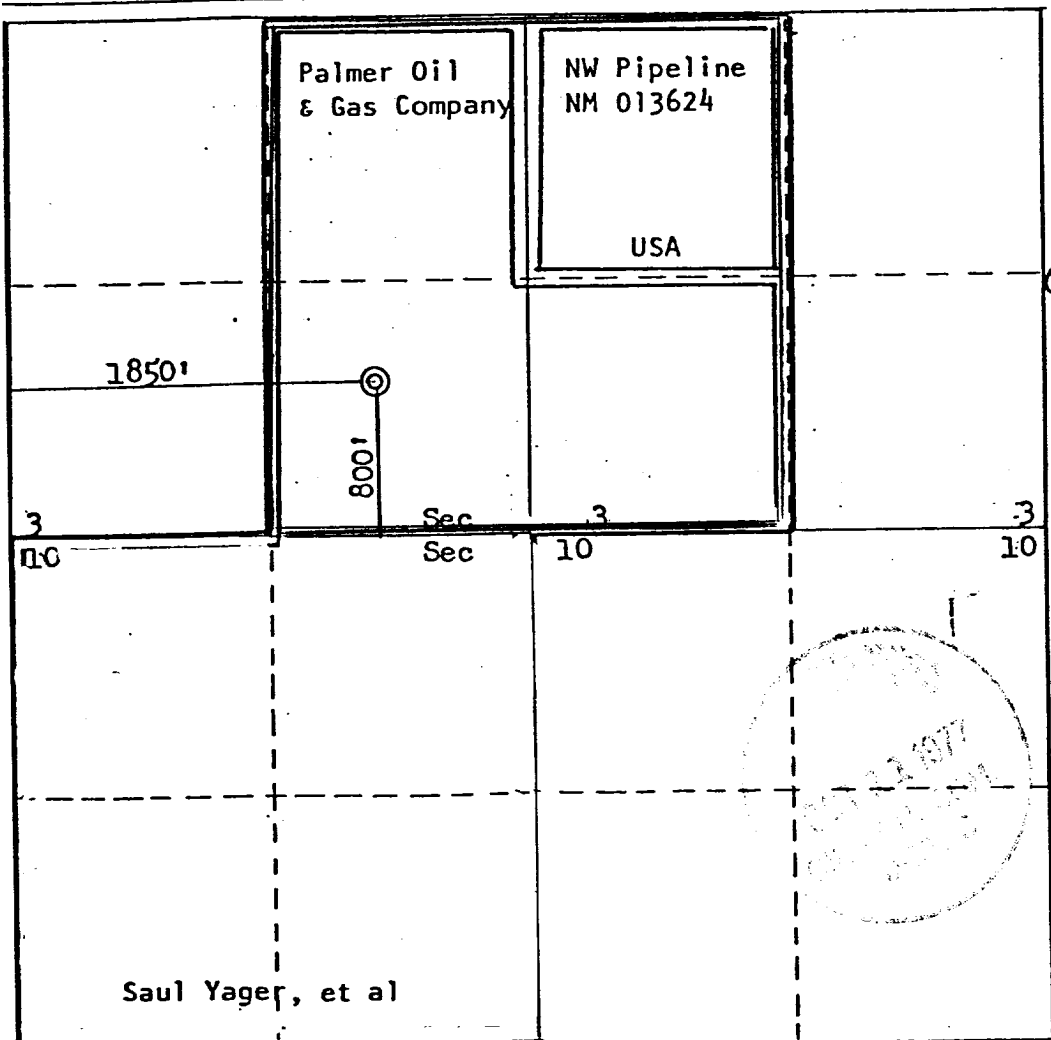 Palmer Oil
& Gas Company
NW Pipeline
NM 013624
USA
1850'
800'
3
Sec 3
3
10
Sec 10
10
1977
Saul Yager, et al